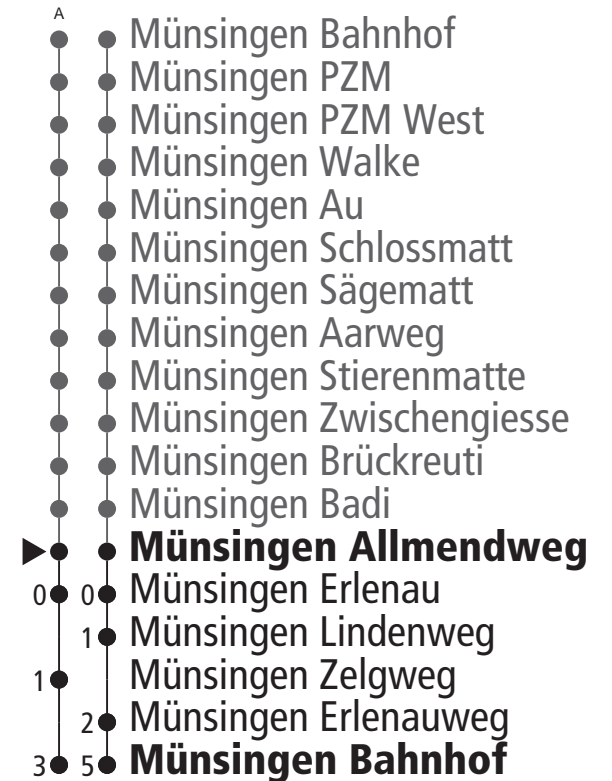 A
Münsingen Bahnhof
Münsingen PZM
Münsingen PZM West
Münsingen Walke
Münsingen Au
Münsingen Schlossmatt
Münsingen Sägematt
Münsingen Aarweg
Münsingen Stierenmatte
Münsingen Zwischengiesse
Münsingen Brückreuti
Münsingen Badi
Münsingen Allmendweg
0 0 Münsingen Erlenau
1 Münsingen Lindenweg
1 Münsingen Zelgweg
2 Münsingen Erlenauweg
3 5 Münsingen Bahnhof